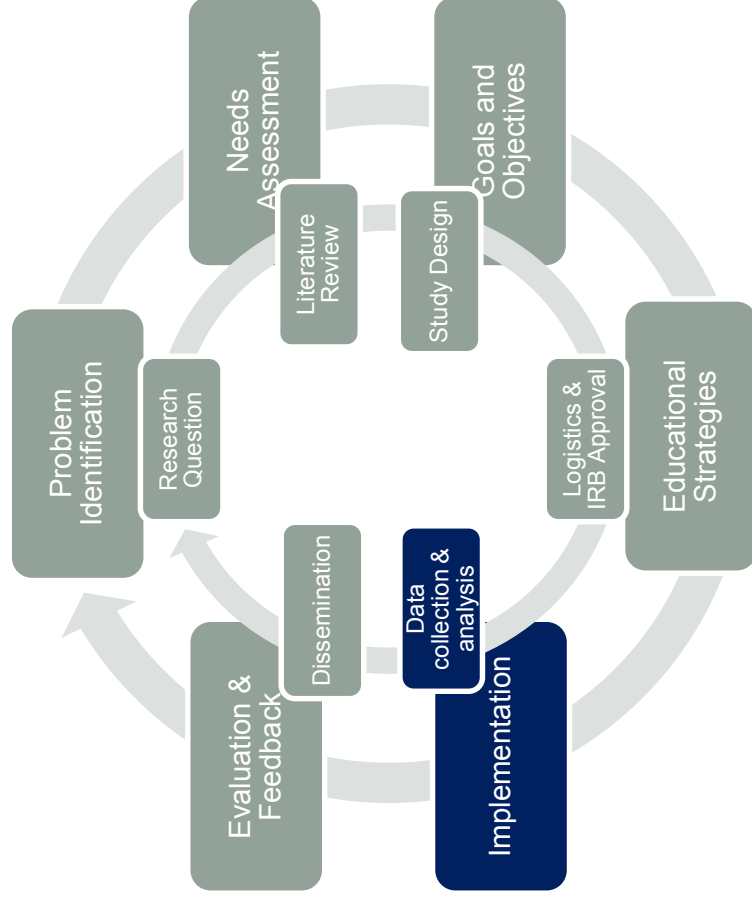 Problem
Identification
Research
Question
Needs
Assessment
Literature
Review
Goals and
Objectives
Study Design
Educational
Strategies
Logistics &
IRB Approval
Implementation
Data
collection &
analysis
Evaluation &
Feedback
Dissemination